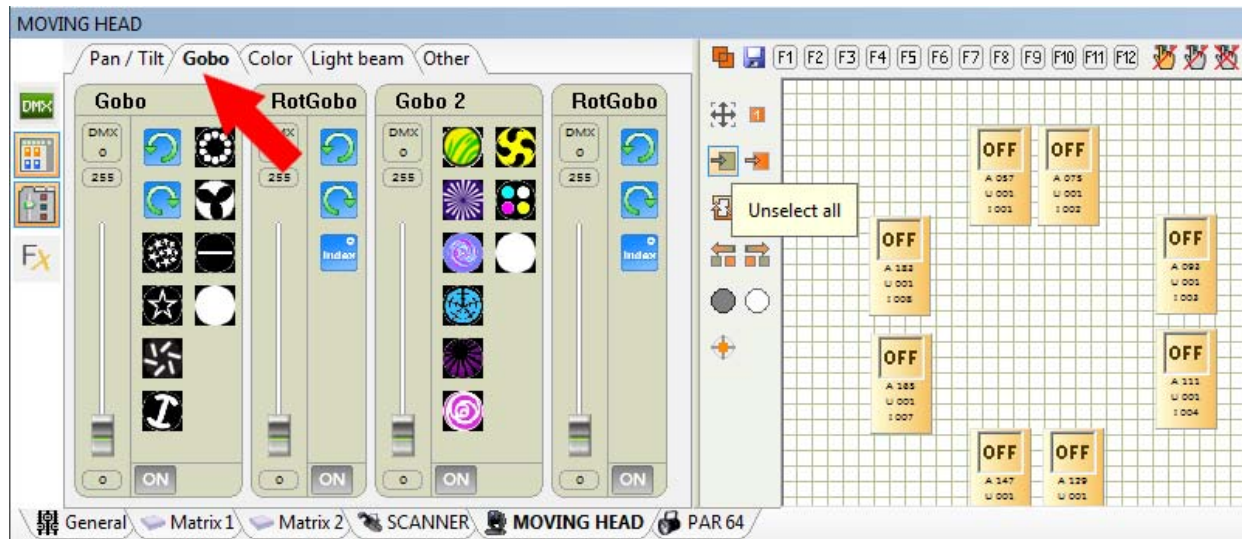 MOVING HEAD
Pan / Tilt Gobo Color Light beam Other
F1 F2 F3 F4 F5 F6 F7 F8 F9 F10 F11 F12
DMX
Gobo RotGobo Gobo 2 RotGobo
DMX DMX DMX
0 0 0
255 255 255 255
Index Index
Fx
0 ON 0 ON 0 ON 0 ON
1
Unselect all
OFF OFF
A 057 A 075
U 001 U 001
I 001 I 002
OFF OFF
A 183 A 093
U 001 U 001
I 008 I 003
OFF OFF
A 165 A 111
U 001 U 001
I 007 I 004
OFF OFF
A 147 A 129
U 001 U 001
General Matrix 1 Matrix 2 SCANNER MOVING HEAD PAR 64